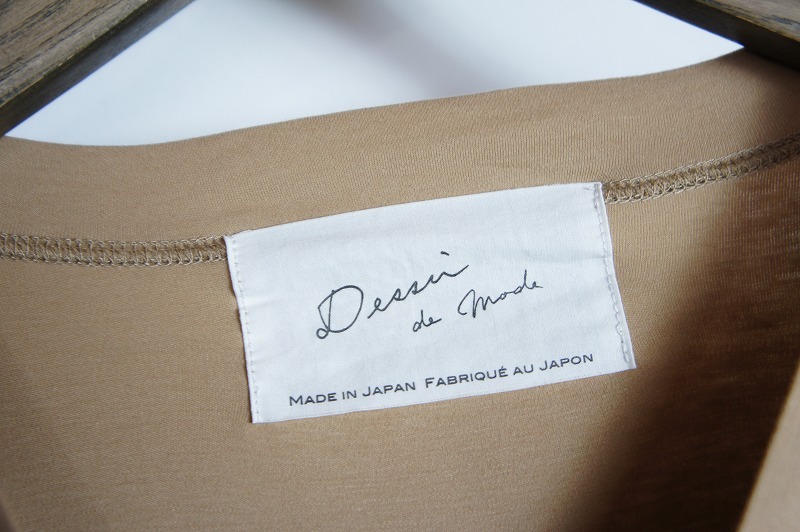 Dessin
de Mode
MADE IN JAPAN FABRIQUÉ AU JAPON